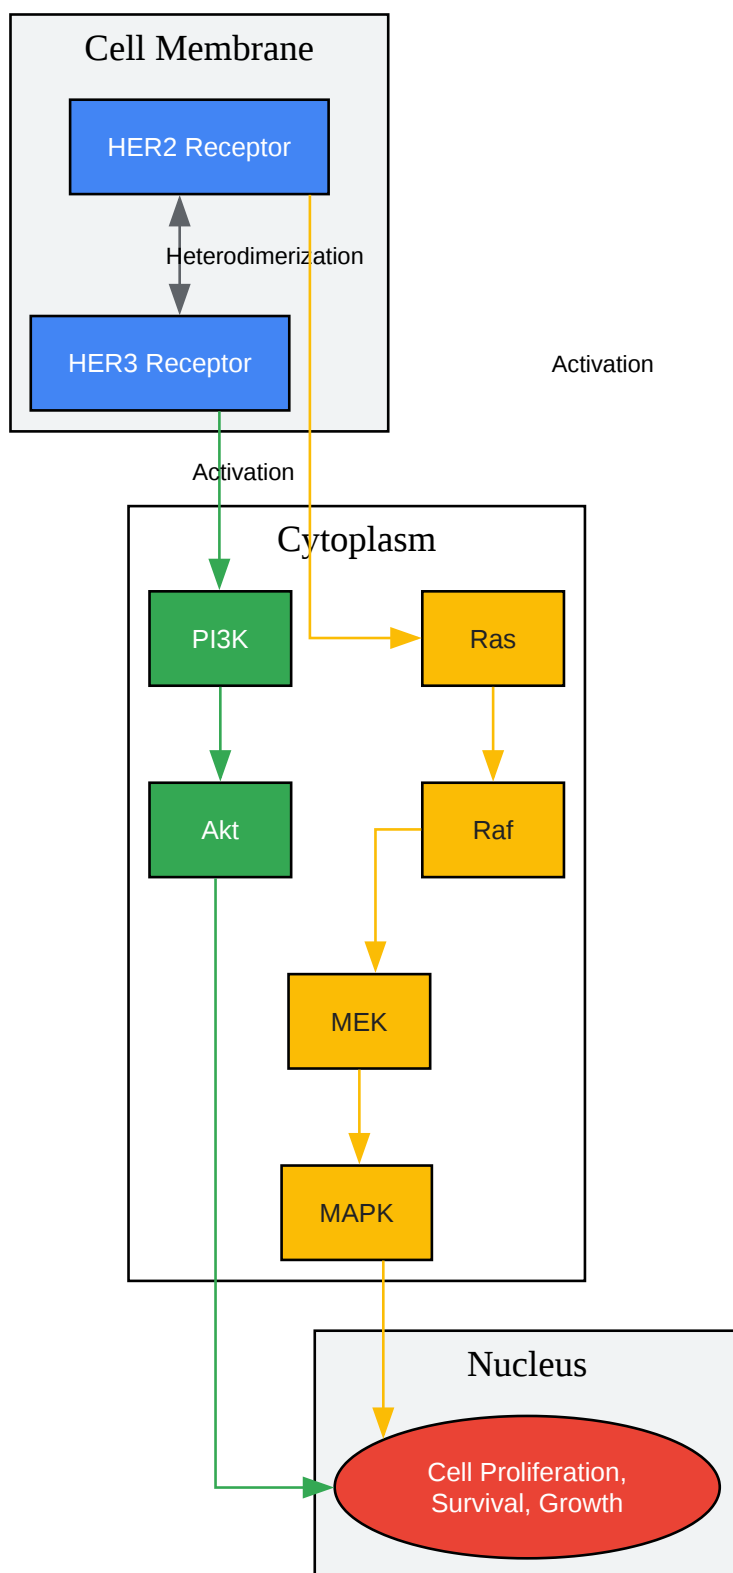 Cell Membrane
HER2 Receptor
Heterodimerization
HER3 Receptor
Activation
Activation
Cytoplasm
PI3K
Ras
Akt
Raf
MEK
MAPK
Nucleus
Cell Proliferation,
Survival, Growth